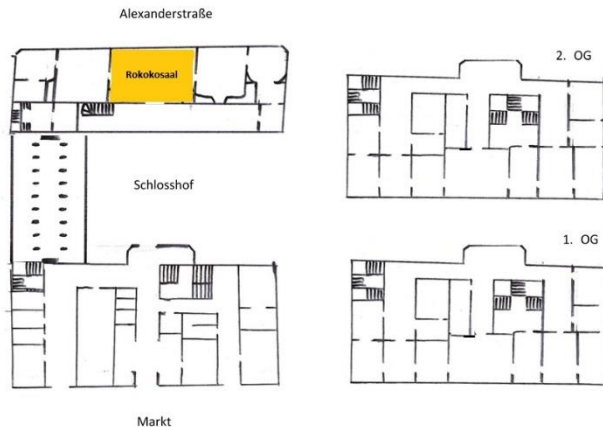 Alexanderstraße
Rokokosaal
2. OG
Schlosshof
1. OG
Markt